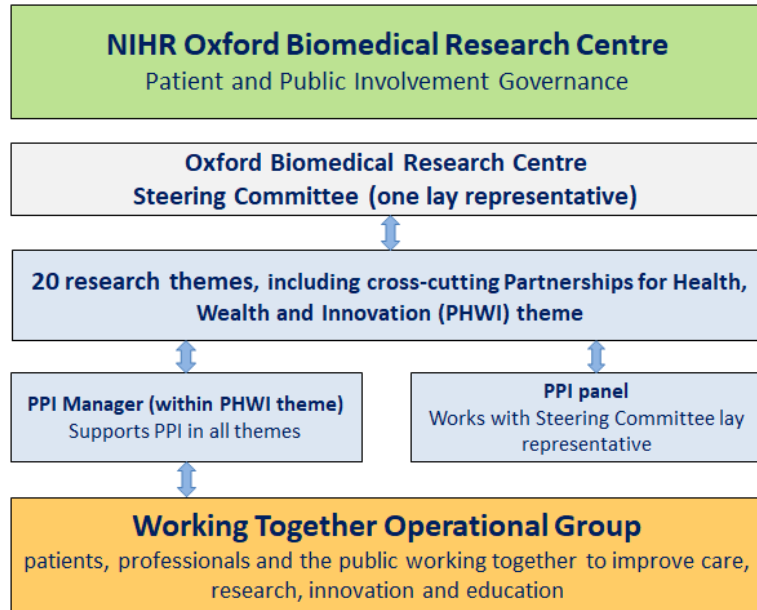 NIHR Oxford Biomedical Research Centre
Patient and Public Involvement Governance
Oxford Biomedical Research Centre
Steering Committee (one lay representative)
20 research themes, including cross-cutting Partnerships for Health,
Wealth and Innovation (PHWI) theme
PPI Manager (within PHWI theme)
Supports PPI in all themes
PPI panel
Works with Steering Committee lay
representative
Working Together Operational Group
patients, professionals and the public working together to improve care,
research, innovation and education